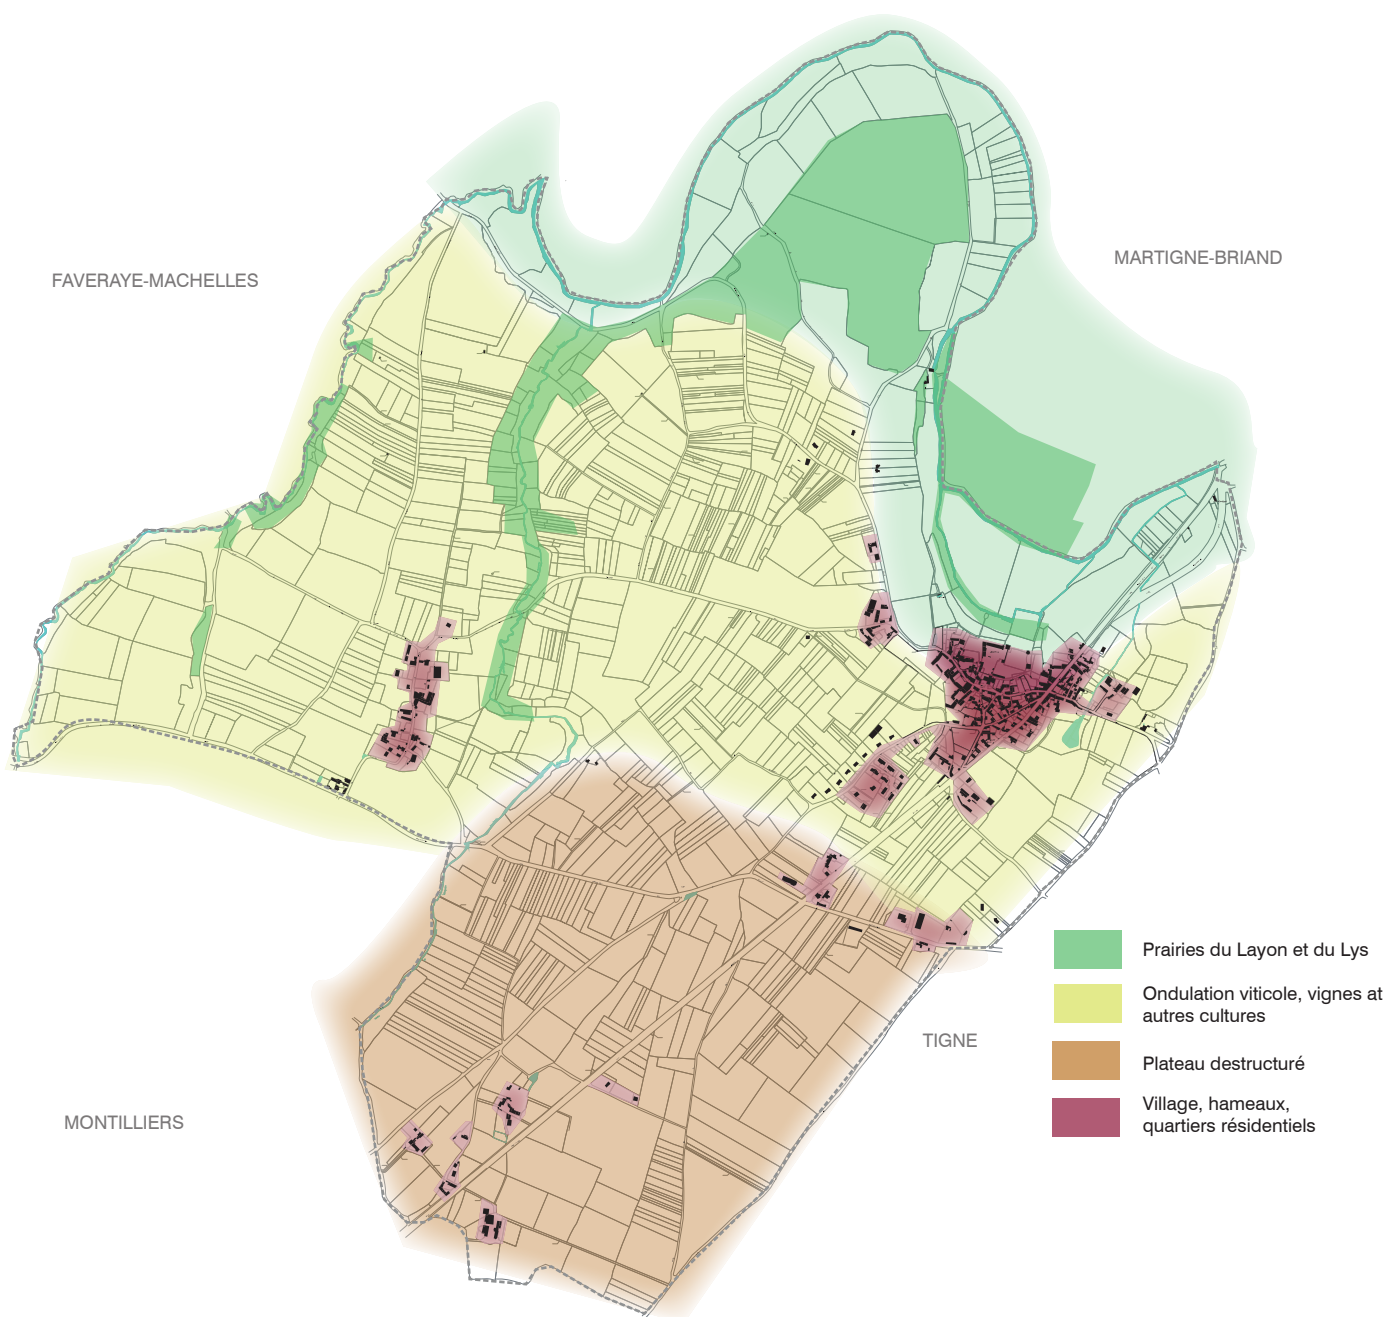 MARTIGNE-BRIAND
FAVERAYE-MACHELLES
Prairies du Layon et du Lys
Ondulation viticole, vignes at
autres cultures
TIGNE
Plateau destructuré
Village, hameaux,
quartiers résidentiels
MONTILLIERS